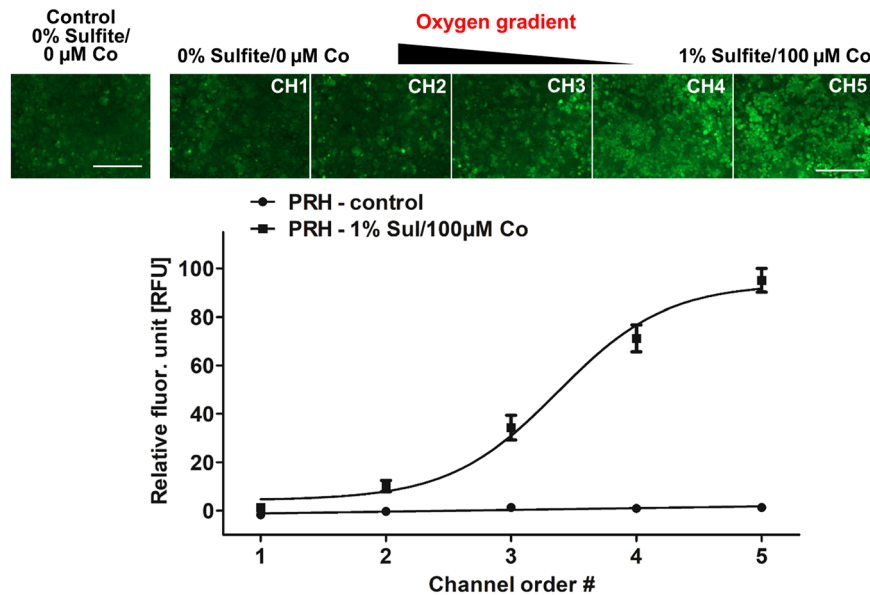 Control
0% Sulfite/
0 µM Co
Oxygen gradient
0% Sulfite/0 µM Co
1% Sulfite/100 µM Co
CH1
CH2
CH3
CH4
CH5
PRH - control
PRH - 1% Sul/100µM Co
Relative fluor. unit [RFU]
100
80
60
40
20
0
1
2
3
4
5
Channel order #